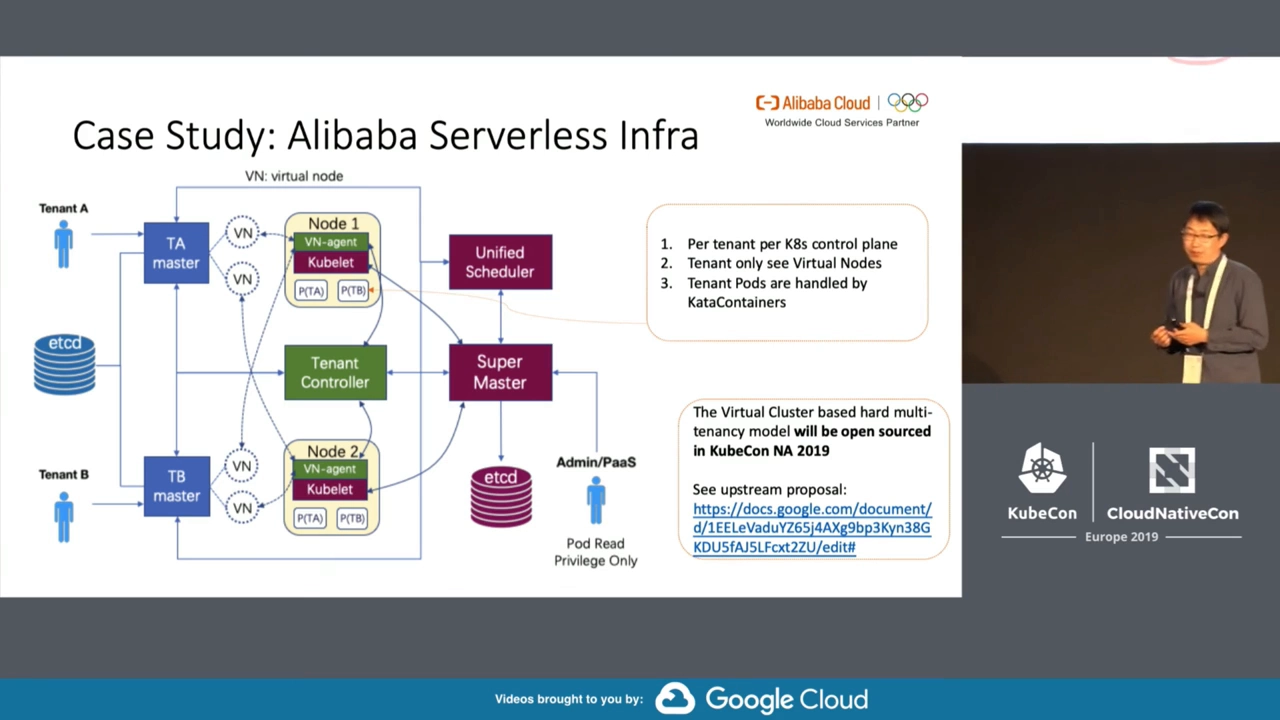 Case Study: Alibaba Serverless Infra
Alibaba Cloud
Worldwide Cloud Services Partner
VN: virtual node
Tenant A
TA
master
VN
VN
Node 1
VN-agent
Kubelet
P(TA)
P(TB)
Unified
Scheduler
etcd
Tenant
Controller
Super
Master
Tenant B
TB
master
VN
VN
Node 2
VN-agent
Kubelet
P(TA)
P(TB)
etcd
Admin/PaaS
Pod Read
Privilege Only
1. Per tenant per K8s control plane
2. Tenant only see Virtual Nodes
3. Tenant Pods are handled by
KataContainers
The Virtual Cluster based hard multi-
tenancy model will be open sourced
in KubeCon NA 2019
See upstream proposal:
https://docs.google.com/document/
d/1EELeVaduYZ65j4AXg9bp3Kyn38G
KDU5fAJ5LFcxt2ZU/edit#
KubeCon
CloudNativeCon
Europe 2019
Videos brought to you by:
Google Cloud